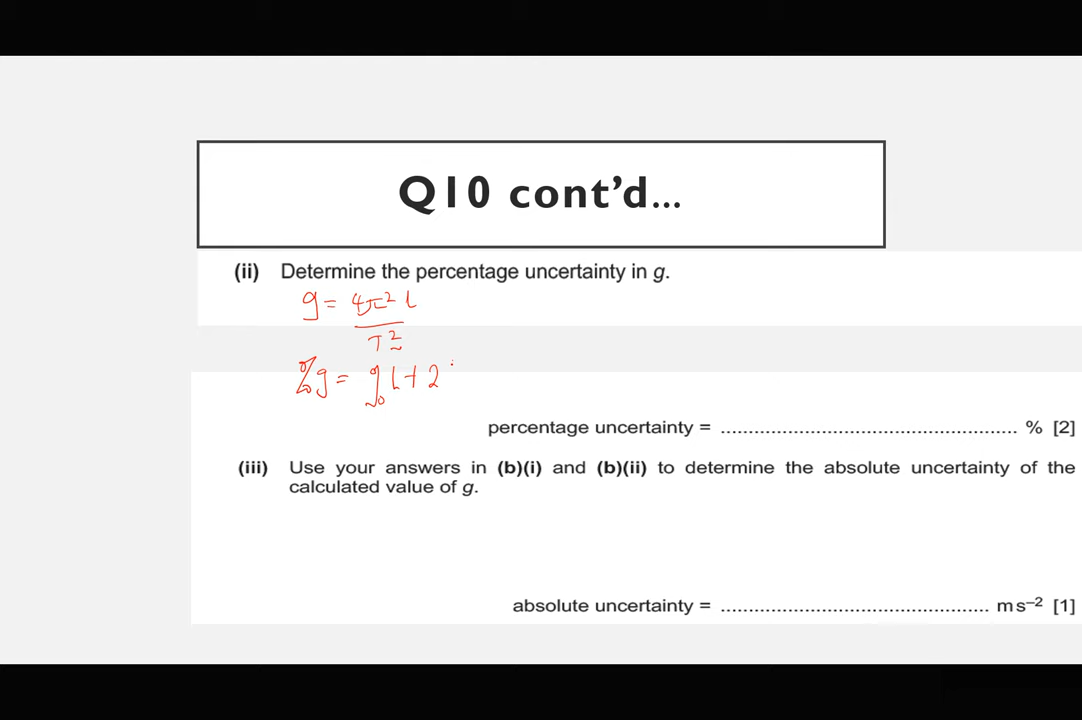 Q10 cont’d...
(ii) Determine the percentage uncertainty in g.
g = 4π² l
T²
%g = % l + 2
percentage uncertainty = ................................................... % [2]
(iii) Use your answers in (b)(i) and (b)(ii) to determine the absolute uncertainty of the
calculated value of g.
absolute uncertainty = ............................................... m s⁻² [1]